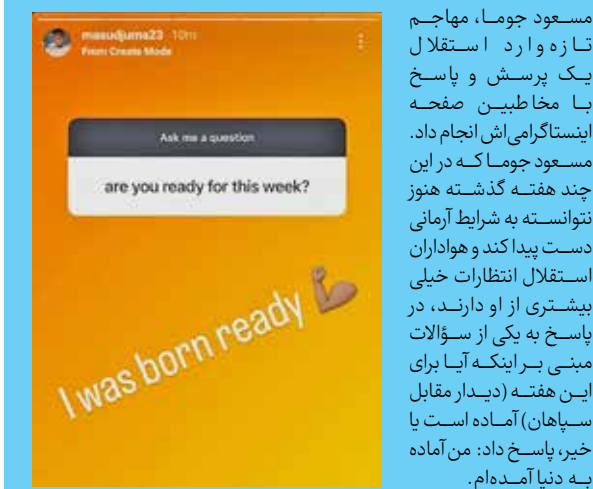 مسعود جوما، مهاجم
تازه‌وارد استقلال
یک پرسش و پاسخ
با مخاطبین صفحه
اینستاگرامی‌اش انجام داد.
مسعود جوما که در این
چند هفته گذشته هنوز
نتوانسته به شرایط آرمانی
دست پیدا کند و هواداران
استقلال انتظارات خیلی
بیشتری از او دارند، در
پاسخ به یکی از سؤالات
مبنی بر اینکه آیا برای
این هفته (دیدار مقابل
سپاهان) آماده است یا
خیر، پاسخ داد: من آماده
به دنیا آمده‌ام.
masudjuma23 10m
From Create Mode
Ask me a question
are you ready for this week?
I was born ready